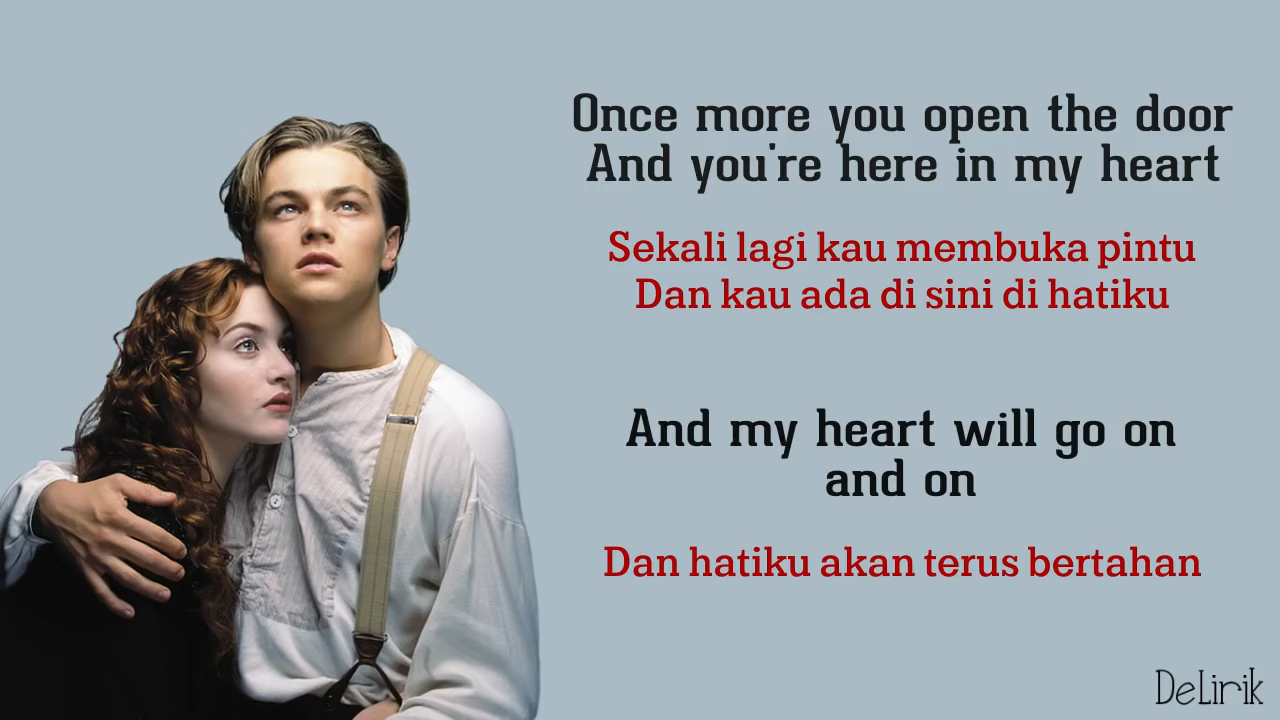 Once more you open the door
And you're here in my heart
Sekali lagi kau membuka pintu
Dan kau ada di sini di hatiku
And my heart will go on
and on
Dan hatiku akan terus bertahan
DeLirik